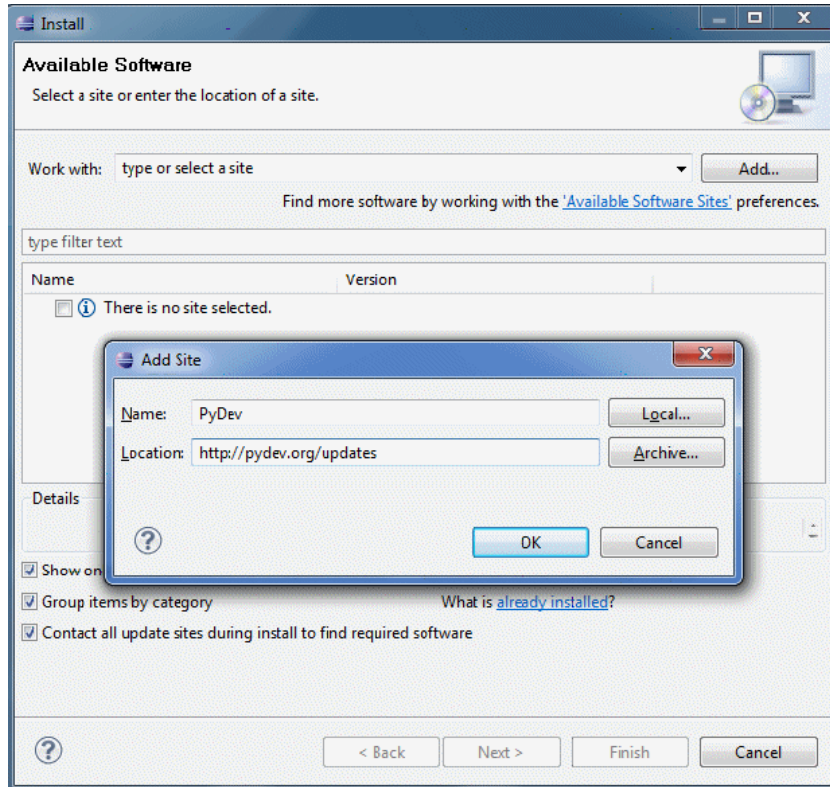 Install
Available Software
Select a site or enter the location of a site.
Work with: type or select a site Add...
Find more software by working with the 'Available Software Sites' preferences.
type filter text
Name Version
There is no site selected.
Add Site
Name: PyDev Local...
Location: http://pydev.org/updates Archive...
Details
OK Cancel
Show on
Group items by category What is already installed?
Contact all update sites during install to find required software
< Back Next > Finish Cancel